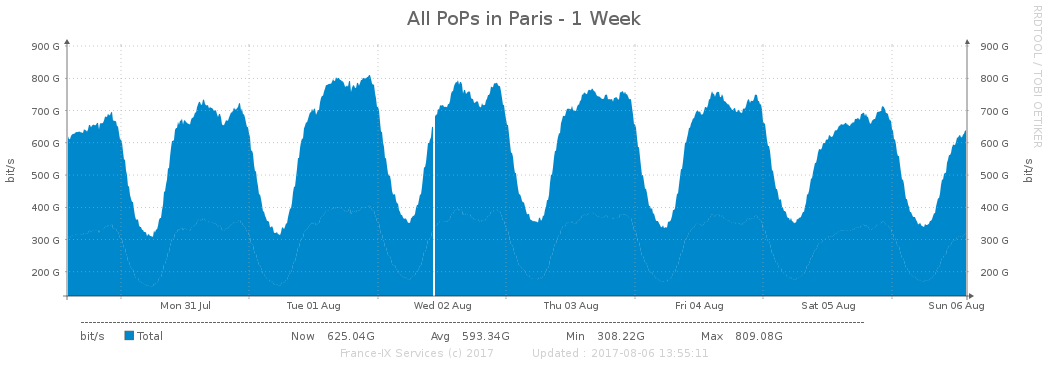 All PoPs in Paris - 1 Week
RRDTOOL / TOBI OETIKER
bit/s
900 G
800 G
700 G
600 G
500 G
400 G
300 G
200 G
900 G
800 G
700 G
600 G
500 G
400 G
300 G
200 G
bit/s
Mon 31 Jul Tue 01 Aug Wed 02 Aug Thu 03 Aug Fri 04 Aug Sat 05 Aug Sun 06 Aug
bit/s Total Now 625.04G Avg 593.34G Min 308.22G Max 809.08G
France-IX Services (c) 2017 Updated : 2017-08-06 13:55:11